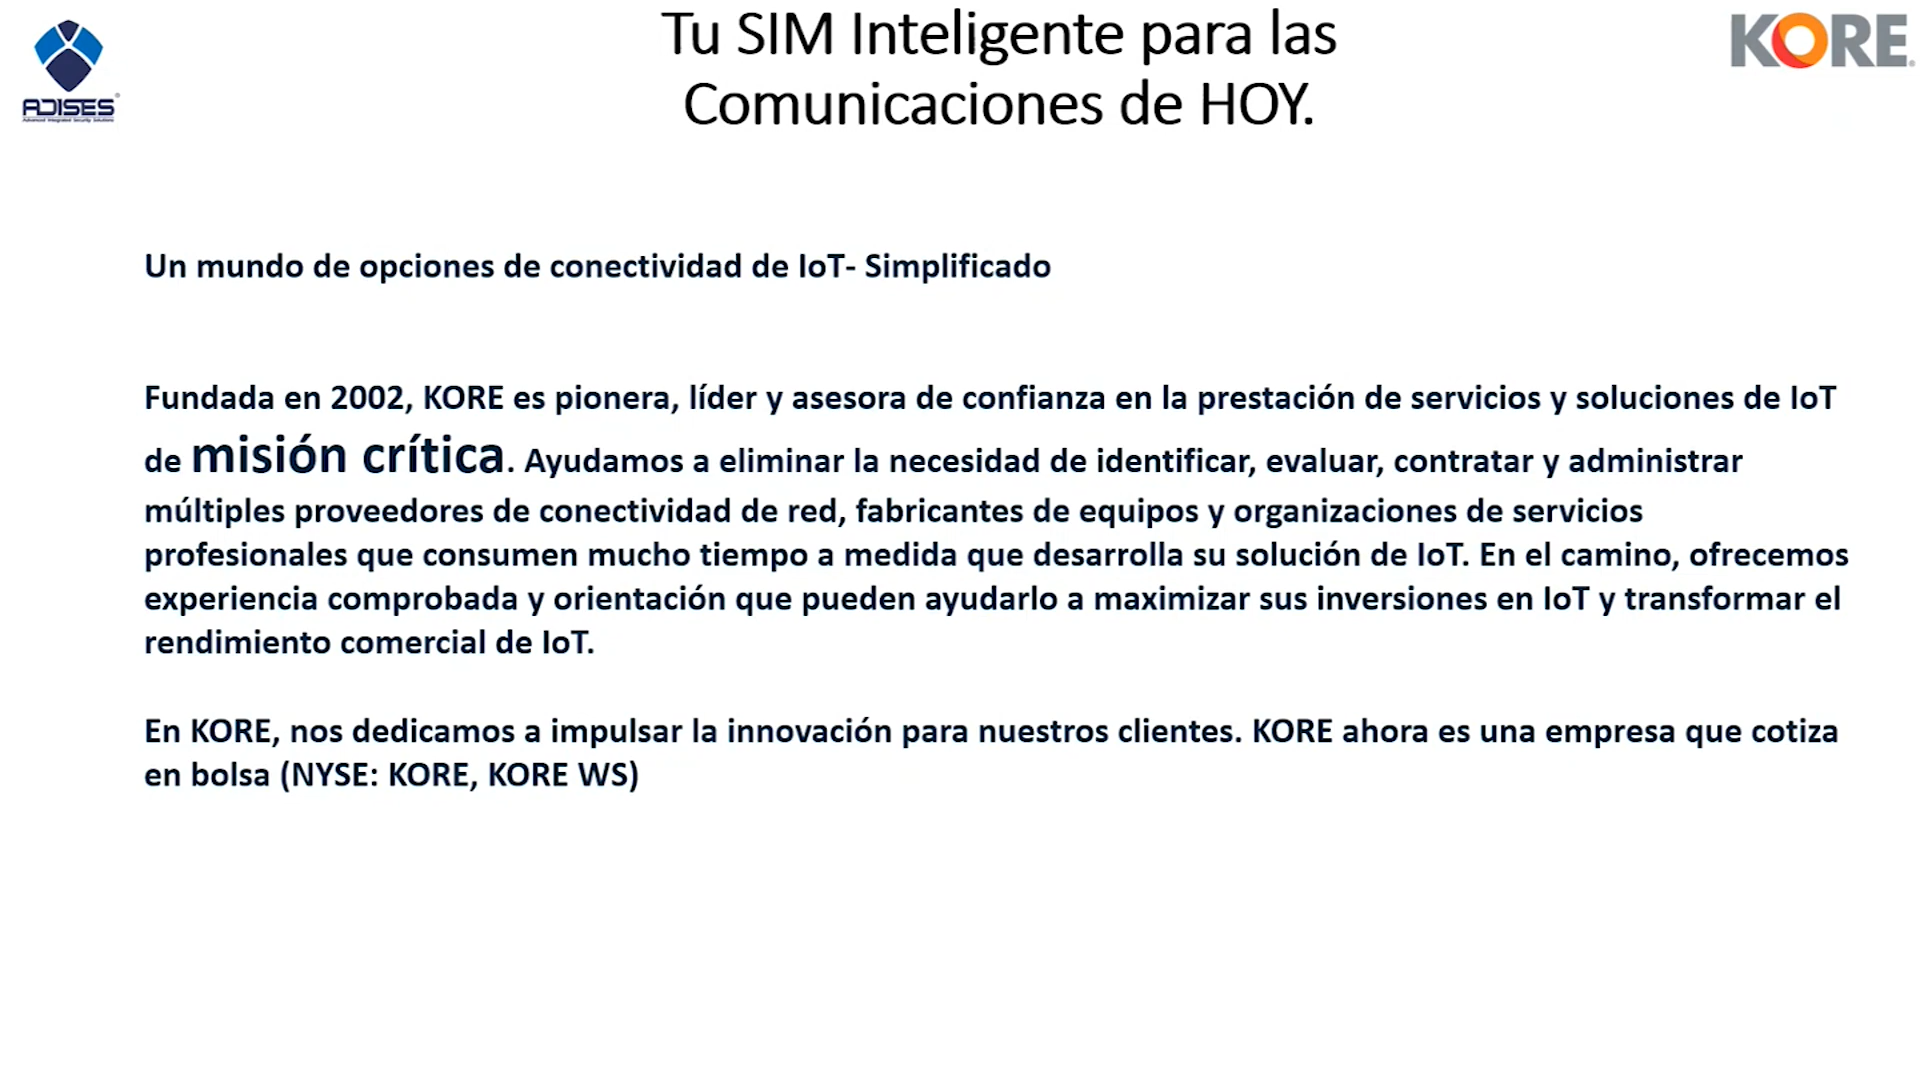 Tu SIM Inteligente para las
Comunicaciones de HOY.
ADISES
Advanced Integrated Security Solutions
KORE
Un mundo de opciones de conectividad de IoT- Simplificado
Fundada en 2002, KORE es pionera, líder y asesora de confianza en la prestación de servicios y soluciones de IoT
de misión crítica. Ayudamos a eliminar la necesidad de identificar, evaluar, contratar y administrar
múltiples proveedores de conectividad de red, fabricantes de equipos y organizaciones de servicios
profesionales que consumen mucho tiempo a medida que desarrolla su solución de IoT. En el camino, ofrecemos
experiencia comprobada y orientación que pueden ayudarlo a maximizar sus inversiones en IoT y transformar el
rendimiento comercial de IoT.
En KORE, nos dedicamos a impulsar la innovación para nuestros clientes. KORE ahora es una empresa que cotiza
en bolsa (NYSE: KORE, KORE WS)